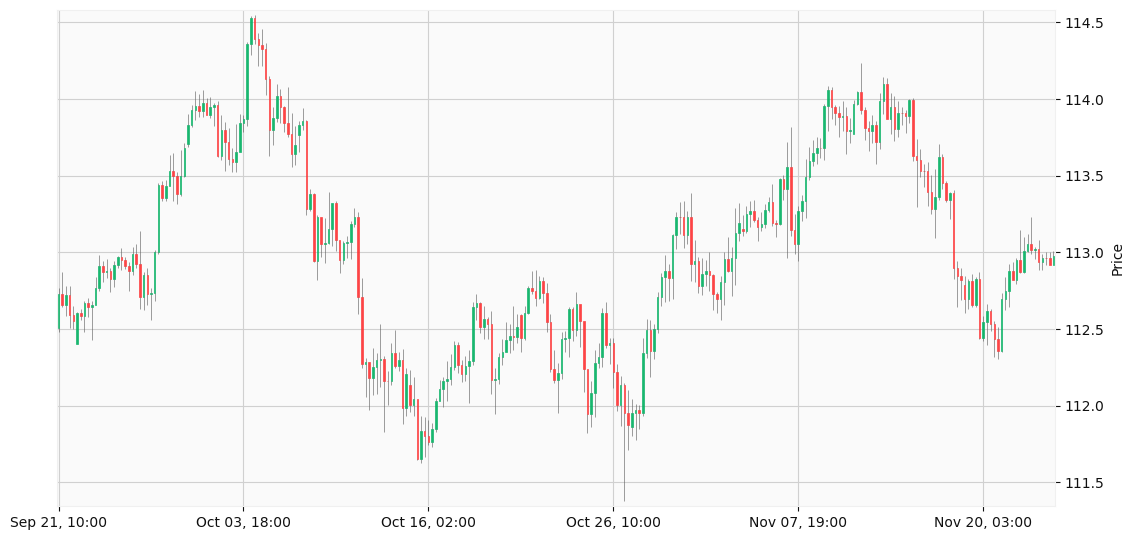 114.5
114.0
113.5
113.0
112.5
112.0
111.5
Price
Sep 21, 10:00
Oct 03, 18:00
Oct 16, 02:00
Oct 26, 10:00
Nov 07, 19:00
Nov 20, 03:00